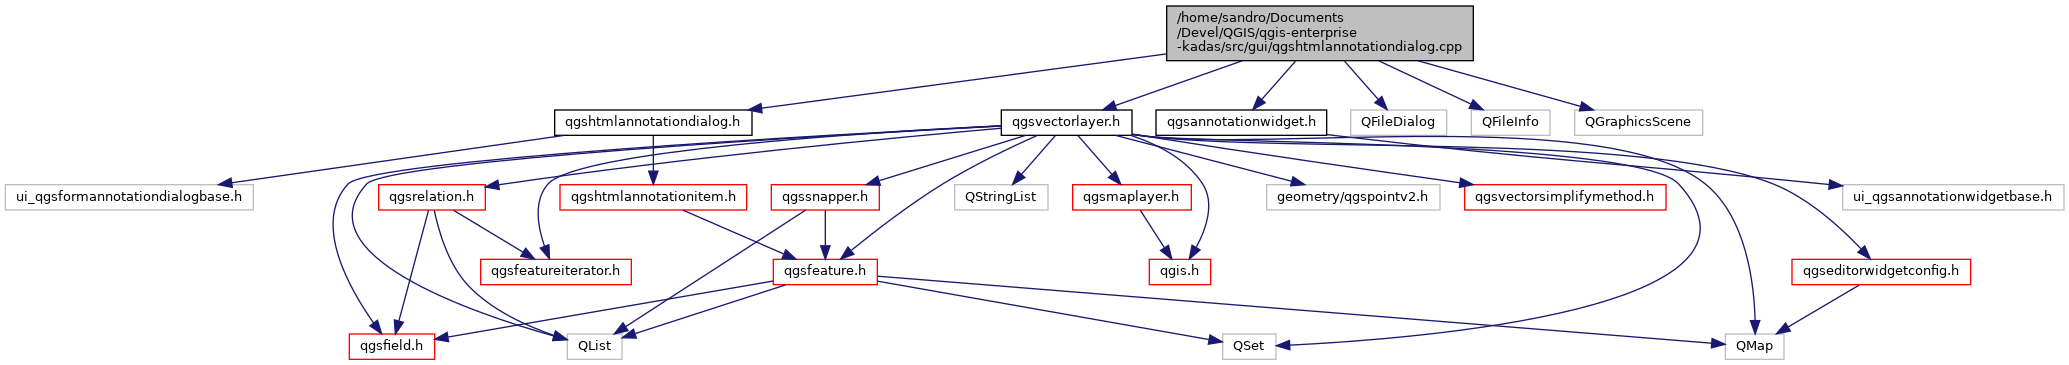 /home/sandro/Documents
/Devel/QGIS/qgis-enterprise
-kadas/src/gui/qgshtmlannotationdialog.cpp
qgshtmlannotationdialog.h
qgsvectorlayer.h
qgsannotationwidget.h
QFileDialog
QFileInfo
QGraphicsScene
ui_qgsformannotationdialogbase.h
qgsrelation.h
qgshtmlannotationitem.h
qgssnapper.h
QStringList
qgsmaplayer.h
geometry/qgspointv2.h
qgsvectorsimplifymethod.h
ui_qgsannotationwidgetbase.h
qgsfeatureiterator.h
qgsfeature.h
qgis.h
qgseditorwidgetconfig.h
qgsfield.h
QList
QSet
QMap